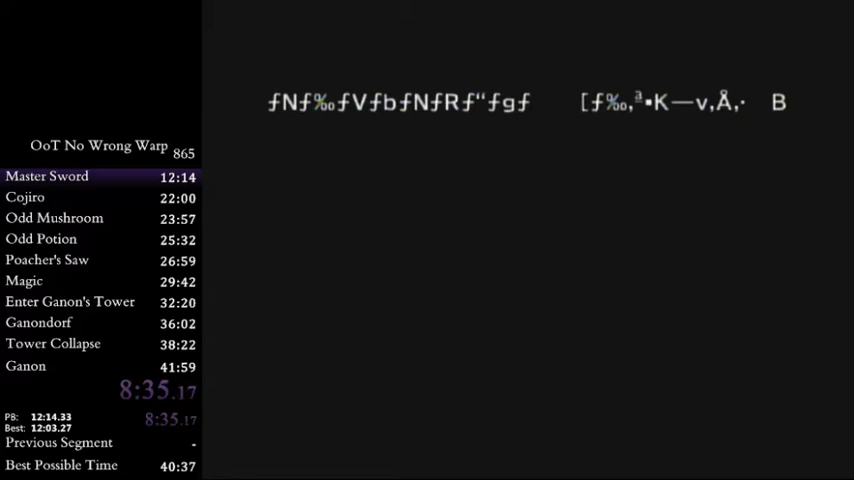 ƒNƒ‰ƒVƒbƒNƒRƒ“ƒgƒ [ƒ‰‚ª•K—v‚Å‚· B
OoT No Wrong Warp
865
Master Sword 12:14
Cojiro 22:00
Odd Mushroom 23:57
Odd Potion 25:32
Poacher's Saw 26:59
Magic 29:42
Enter Ganon's Tower 32:20
Ganondorf 36:02
Tower Collapse 38:22
Ganon 41:59
8:35.17
PB: 12:14.33
8:35.17
Best: 12:03.27
Previous Segment -
Best Possible Time 40:37